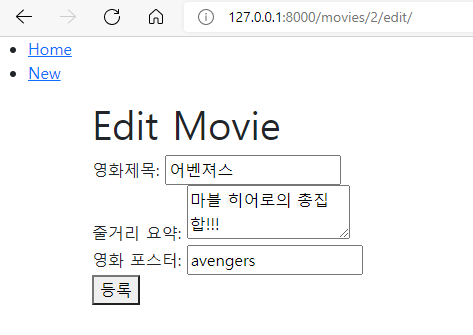 127.0.0.1:8000/movies/2/edit/
Home
New
Edit Movie
영화제목: 어벤져스
마블 히어로의 총집
줄거리 요약: 합!!!
영화 포스터: avengers
등록